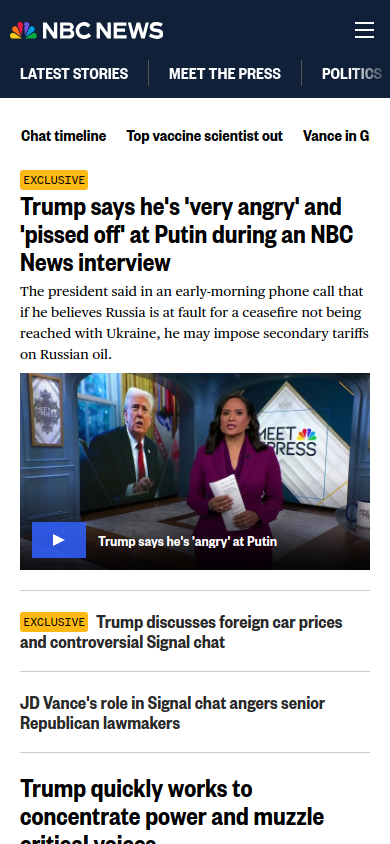 NBC NEWS
LATEST STORIES
MEET THE PRESS
POLITICS
Chat timeline
Top vaccine scientist out
Vance in G
EXCLUSIVE
Trump says he's 'very angry' and
'pissed off' at Putin during an NBC
News interview
The president said in an early-morning phone call that
if he believes Russia is at fault for a ceasefire not being
reached with Ukraine, he may impose secondary tariffs
on Russian oil.
MEET
PRESS
Trump says he's 'angry' at Putin
EXCLUSIVE Trump discusses foreign car prices
and controversial Signal chat
JD Vance's role in Signal chat angers senior
Republican lawmakers
Trump quickly works to
concentrate power and muzzle
critical voices